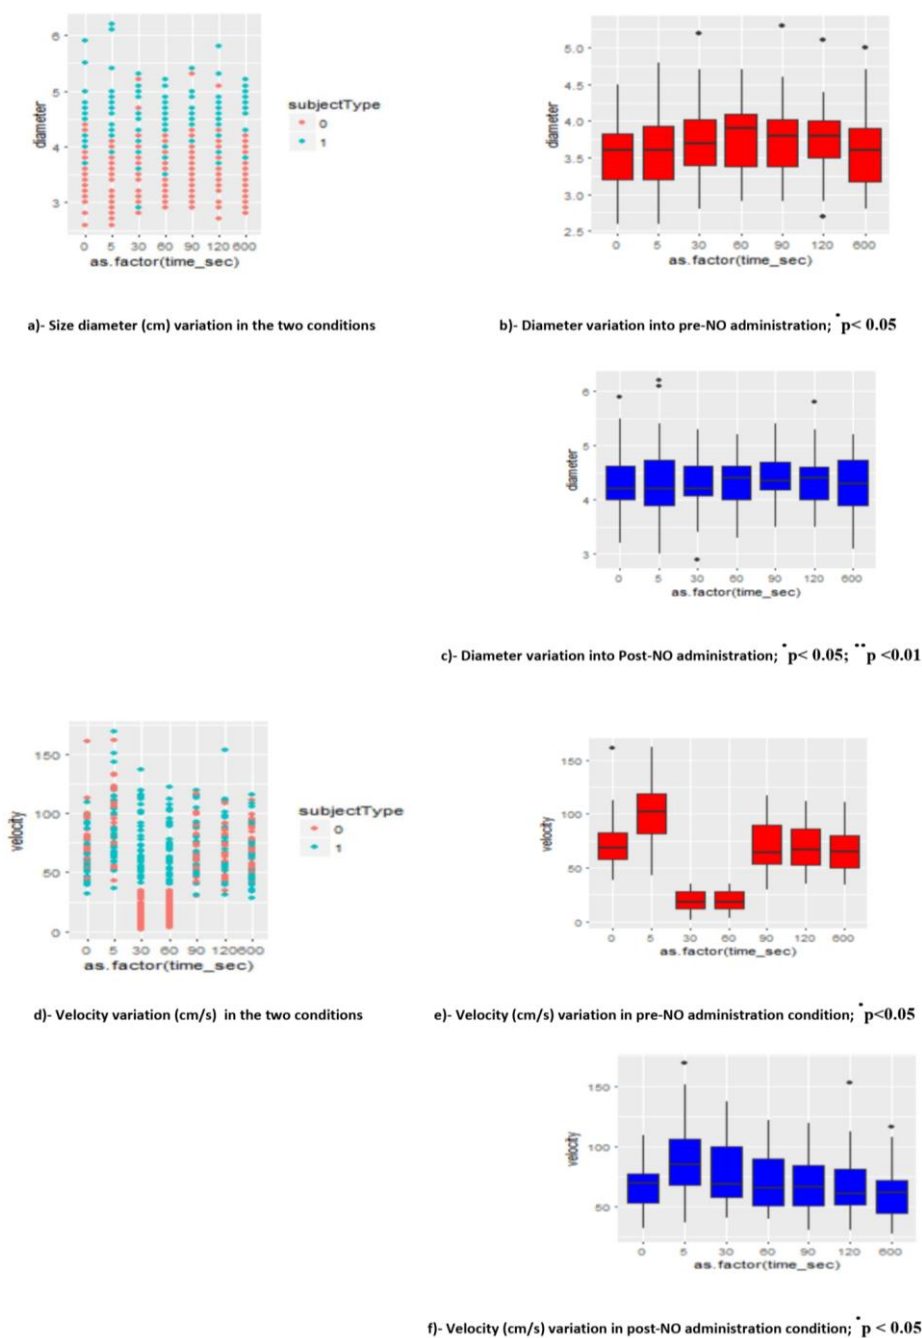 6
5
4
3
diameter
0 5 30 60 90 120 600
as.factor(time_sec)
subjectType
0
1
5.0
4.5
4.0
3.5
3.0
2.5
diameter
0 5 30 60 90 120 600
as.factor(time_sec)
a)- Size diameter (cm) variation in the two conditions
b)- Diameter variation into pre-NO administration; *p< 0.05
6
5
4
3
diameter
0 5 30 60 90 120 600
as.factor(time_sec)
c)- Diameter variation into Post-NO administration; *p< 0.05; **p <0.01
150
100
50
0
velocity
0 5 30 60 90 120600
as.factor(time_sec)
subjectType
0
1
150
100
50
0
velocity
0 5 30 60 90 120 600
as.factor(time_sec)
d)- Velocity variation (cm/s) in the two conditions
e)- Velocity (cm/s) variation in pre-NO administration condition; *p<0.05
150
100
50
velocity
0 5 30 60 90 120 600
as.factor(time_sec)
f)- Velocity (cm/s) variation in post-NO administration condition; *p < 0.05